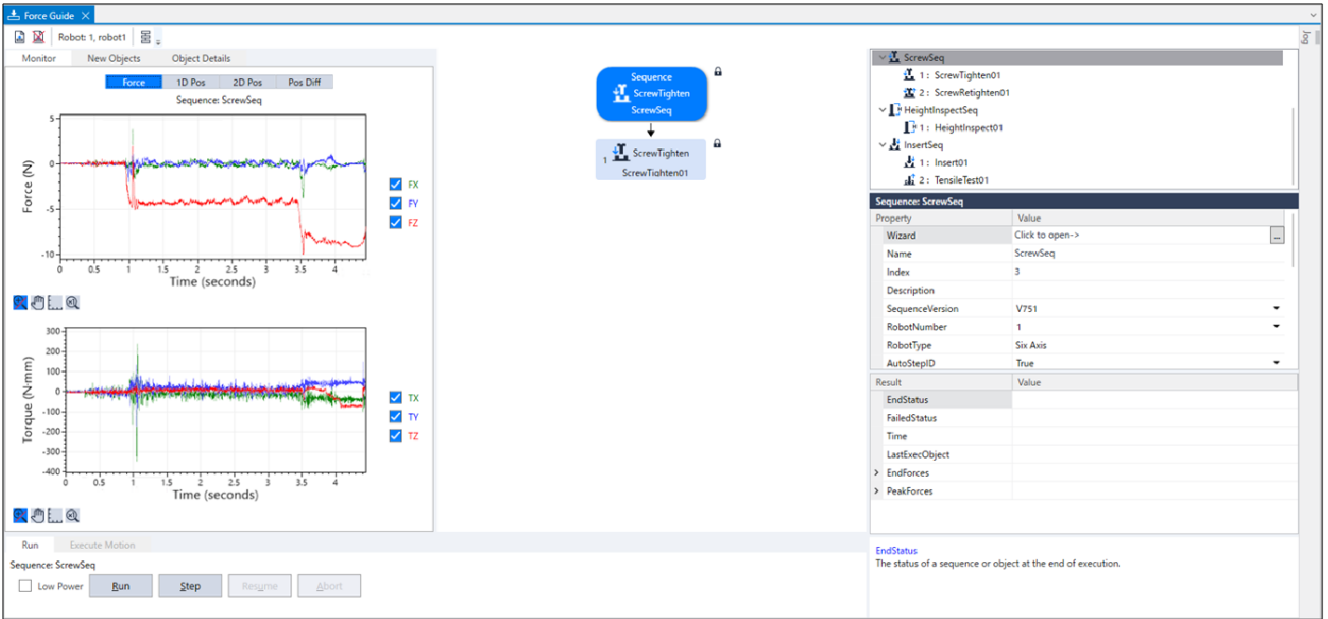 Force Guide
Robot: 1, robot1
Jog
Monitor New Objects Object Details
Force 1D Pos 2D Pos Pos Diff
Sequence: ScrewSeq
5
0
-5
-10
Force (N)
0 0.5 1 1.5 2 2.5 3 3.5 4
Time (seconds)
FX
FY
FZ
300
200
100
0
-100
-200
-300
-400
Torque (N·mm)
0 0.5 1 1.5 2 2.5 3 3.5 4
Time (seconds)
TX
TY
TZ
Run Execute Motion
Sequence: ScrewSeq
Low Power Run Step Resume Abort
Sequence
ScrewTighten
ScrewSeq
1 ScrewTighten
ScrewTighten01
ScrewSeq
1 : ScrewTighten01
2 : ScrewRetighten01
HeightInspectSeq
1 : HeightInspect01
InsertSeq
1 : Insert01
2 : TensileTest01
Sequence: ScrewSeq
Property Value
Wizard Click to open-> ...
Name ScrewSeq
Index 3
Description
SequenceVersion V751
RobotNumber 1
RobotType Six Axis
AutoStepID True
Result Value
EndStatus
FailledStatus
Time
LastExecObject
EndForces
PeakForces
EndStatus
The status of a sequence or object at the end of execution.